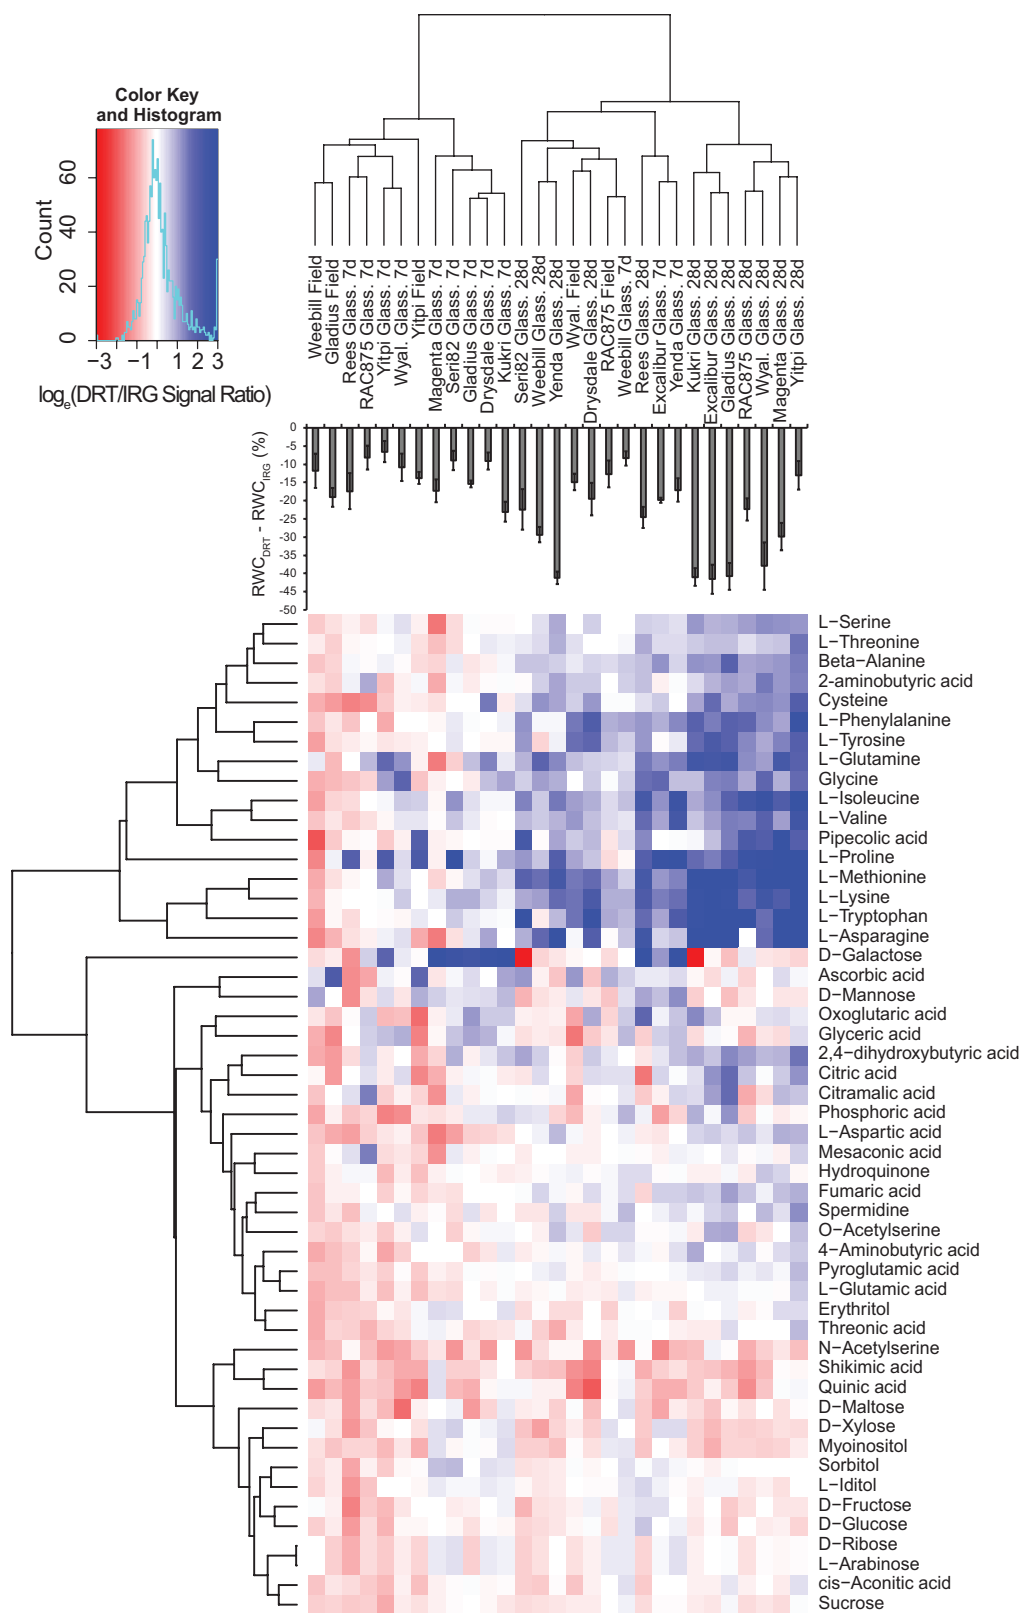 Color Key
and Histogram
Count
0
20
40
60
−3
−1
1
3
logₑ(DRT/IRG Signal Ratio)
Weebill Field
Gladius Field
Rees Glass. 7d
RAC875 Glass. 7d
Yitpi Glass. 7d
Wyal. Glass. 7d
Yitpi Field
Magenta Glass. 7d
Seri82 Glass. 7d
Gladius Glass. 7d
Drysdale Glass. 7d
Kukri Glass. 7d
Seri82 Glass. 28d
Weebill Glass. 28d
Yenda Glass. 28d
Wyal. Field
Drysdale Glass. 28d
RAC875 Field
Weebill Glass. 7d
Rees Glass. 28d
Excalibur Glass. 7d
Yenda Glass. 7d
Kukri Glass. 28d
Excalibur Glass. 28d
Gladius Glass. 28d
RAC875 Glass. 28d
Wyal. Glass. 28d
Magenta Glass. 28d
Yitpi Glass. 28d
RWC_DRT - RWC_IRG (%)
0
-5
-10
-15
-20
-25
-30
-35
-40
-45
-50
L−Serine
L−Threonine
Beta−Alanine
2-aminobutyric acid
Cysteine
L−Phenylalanine
L−Tyrosine
L−Glutamine
Glycine
L−Isoleucine
L−Valine
Pipecolic acid
L−Proline
L−Methionine
L−Lysine
L−Tryptophan
L−Asparagine
D−Galactose
Ascorbic acid
D−Mannose
Oxoglutaric acid
Glyceric acid
2,4−dihydroxybutyric acid
Citric acid
Citramalic acid
Phosphoric acid
L−Aspartic acid
Mesaconic acid
Hydroquinone
Fumaric acid
Spermidine
O−Acetylserine
4−Aminobutyric acid
Pyroglutamic acid
L−Glutamic acid
Erythritol
Threonic acid
N−Acetylserine
Shikimic acid
Quinic acid
D−Maltose
D−Xylose
Myoinositol
Sorbitol
L−Iditol
D−Fructose
D−Glucose
D−Ribose
L−Arabinose
cis−Aconitic acid
Sucrose